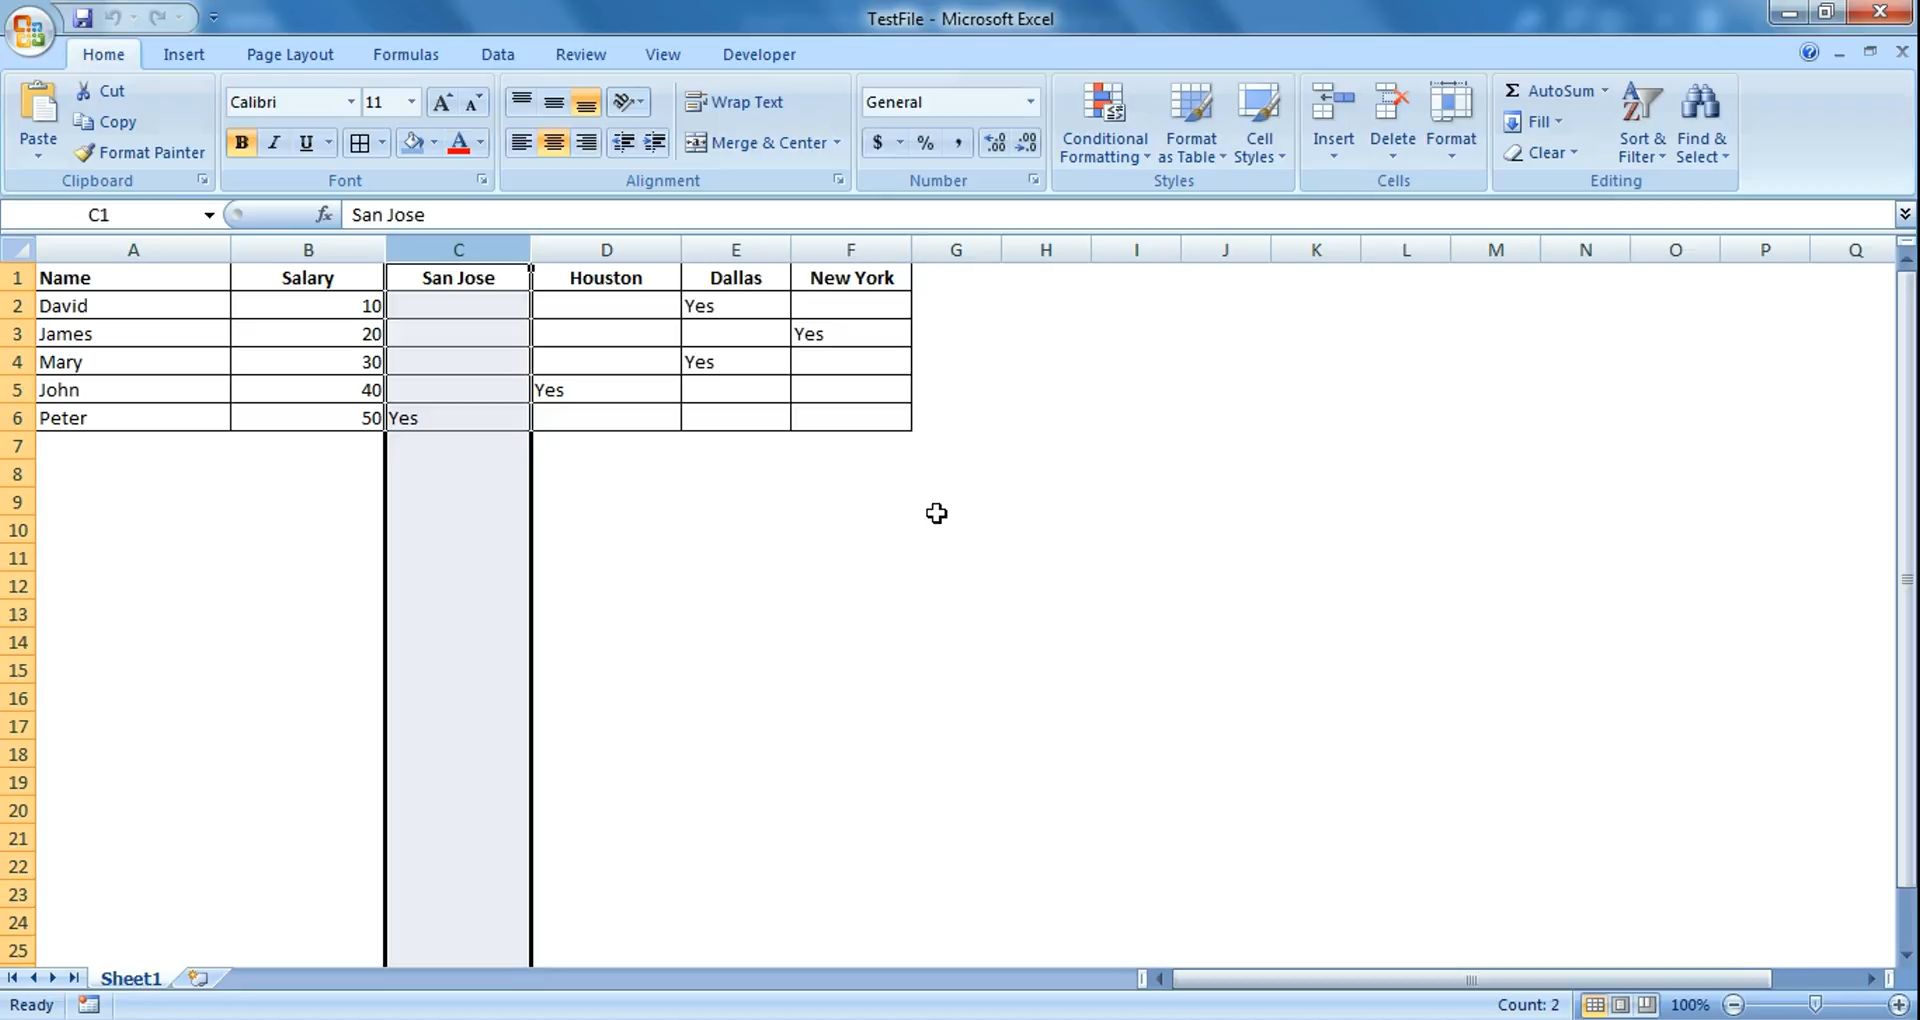 TestFile - Microsoft Excel
Home Insert Page Layout Formulas Data Review View Developer
Paste
Cut
Copy
Format Painter
Clipboard
Calibri 11
B I U A
Font
Wrap Text
Merge & Center
Alignment
General
$ % ,
Number
Conditional Formatting
Format as Table
Cell Styles
Styles
Insert Delete Format
Cells
Σ AutoSum
Fill
Clear
Sort & Filter
Find & Select
Editing
C1 fx San Jose
A B C D E F G H I J K L M N O P Q
1 Name Salary San Jose Houston Dallas New York
2 David 10 Yes
3 James 20 Yes
4 Mary 30 Yes
5 John 40 Yes
6 Peter 50 Yes
7
8
9
10
11
12
13
14
15
16
17
18
19
20
21
22
23
24
25
Sheet1
Ready Count: 2 100%